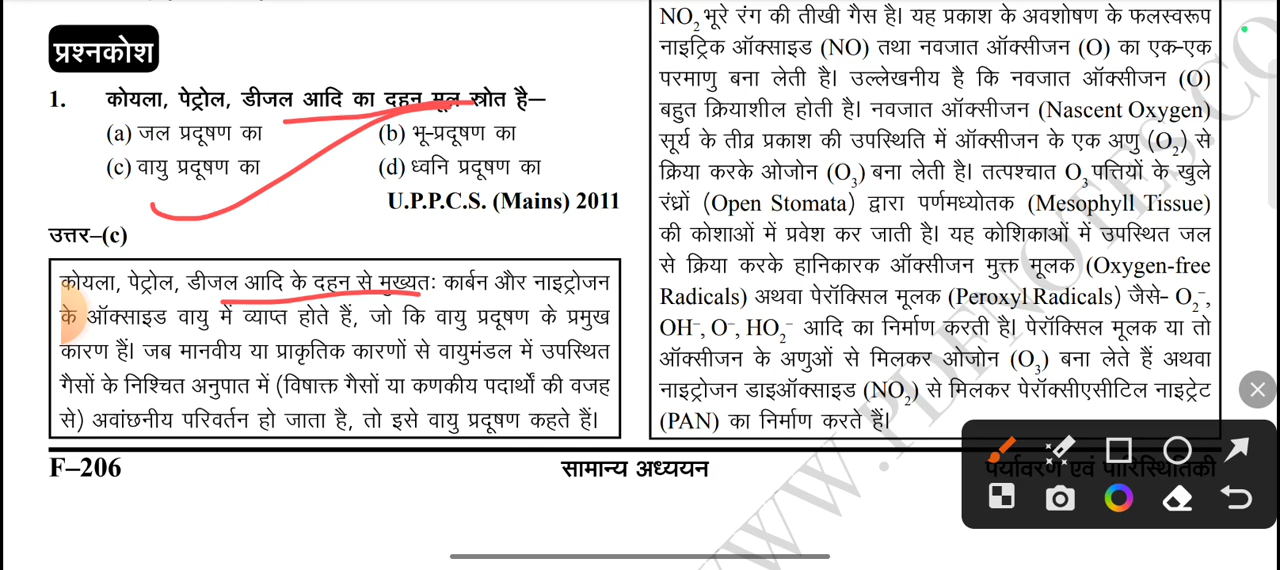 प्रश्नकोश
1. कोयला, पेट्रोल, डीजल आदि का दहन मूल स्रोत है–
(a) जल प्रदूषण का (b) भू-प्रदूषण का
(c) वायु प्रदूषण का (d) ध्वनि प्रदूषण का
U.P.P.C.S. (Mains) 2011
उत्तर–(c)
कोयला, पेट्रोल, डीजल आदि के दहन से मुख्यतः कार्बन और नाइट्रोजन
के ऑक्साइड वायु में व्याप्त होते हैं, जो कि वायु प्रदूषण के प्रमुख
कारण हैं। जब मानवीय या प्राकृतिक कारणों से वायुमंडल में उपस्थित
गैसों के निश्चित अनुपात में (विषाक्त गैसों या कणकीय पदार्थों की वजह
से) अवांछनीय परिवर्तन हो जाता है, तो इसे वायु प्रदूषण कहते हैं।
NO₂ भूरे रंग की तीखी गैस है। यह प्रकाश के अवशोषण के फलस्वरूप
नाइट्रिक ऑक्साइड (NO) तथा नवजात ऑक्सीजन (O) का एक-एक
परमाणु बना लेती है। उल्लेखनीय है कि नवजात ऑक्सीजन (O)
बहुत क्रियाशील होती है। नवजात ऑक्सीजन (Nascent Oxygen)
सूर्य के तीव्र प्रकाश की उपस्थिति में ऑक्सीजन के एक अणु (O₂) से
क्रिया करके ओजोन (O₃) बना लेती है। तत्पश्चात O₃ पत्तियों के खुले
रंध्रों (Open Stomata) द्वारा पर्णमध्योतक (Mesophyll Tissue)
की कोशाओं में प्रवेश कर जाती है। यह कोशिकाओं में उपस्थित जल
से क्रिया करके हानिकारक ऑक्सीजन मुक्त मूलक (Oxygen-free
Radicals) अथवा पेरॉक्सिल मूलक (Peroxyl Radicals) जैसे- O₂⁻,
OH⁻, O⁻, HO₂⁻ आदि का निर्माण करती है। पेरॉक्सिल मूलक या तो
ऑक्सीजन के अणुओं से मिलकर ओजोन (O₃) बना लेते हैं अथवा
नाइट्रोजन डाइऑक्साइड (NO₂) से मिलकर पेरॉक्सीएसीटिल नाइट्रेट
(PAN) का निर्माण करते हैं।
F–206 सामान्य अध्ययन पर्यावरण एवं पारिस्थितिकी
WWW.PDFNOTES.CO